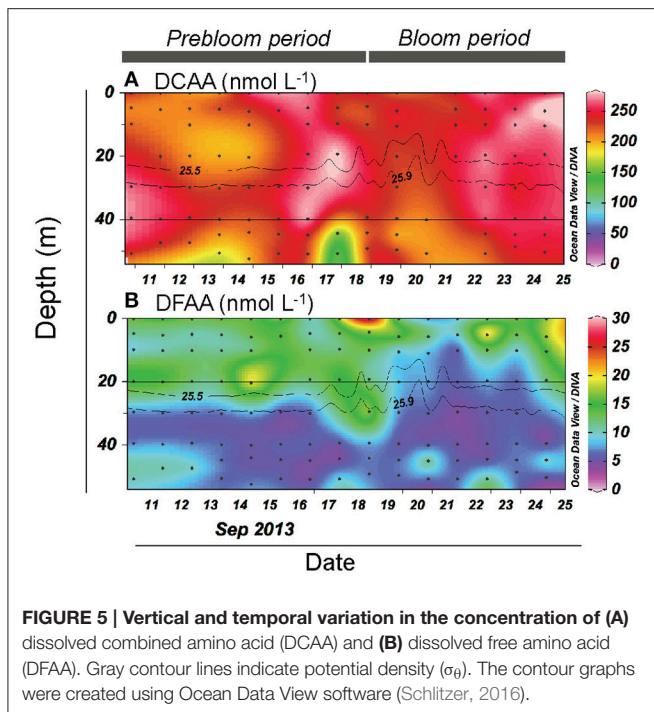 Prebloom period Bloom period
A DCAA (nmol L-1)
0
20
40
25.5
25.9
11 12 13 14 15 16 17 18 19 20 21 22 23 24 25
250
200
150
100
50
0
Ocean Data View / DIVA
Depth (m)
B DFAA (nmol L-1)
0
20
40
25.5
25.9
11 12 13 14 15 16 17 18 19 20 21 22 23 24 25
30
25
20
15
10
5
0
Ocean Data View / DIVA
Sep 2013
Date
FIGURE 5 | Vertical and temporal variation in the concentration of (A)
dissolved combined amino acid (DCAA) and (B) dissolved free amino acid
(DFAA). Gray contour lines indicate potential density (σθ). The contour graphs
were created using Ocean Data View software (Schlitzer, 2016).